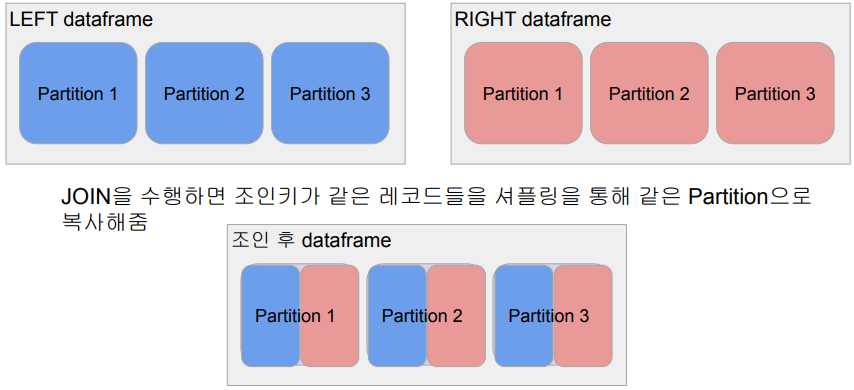 LEFT dataframe
RIGHT dataframe
Partition 1
Partition 2
Partition 3
Partition 1
Partition 2
Partition 3
JOIN을 수행하면 조인키가 같은 레코드들을 셔플링을 통해 같은 Partition으로
복사해줌
조인 후 dataframe
Partition 1
Partition 2
Partition 3